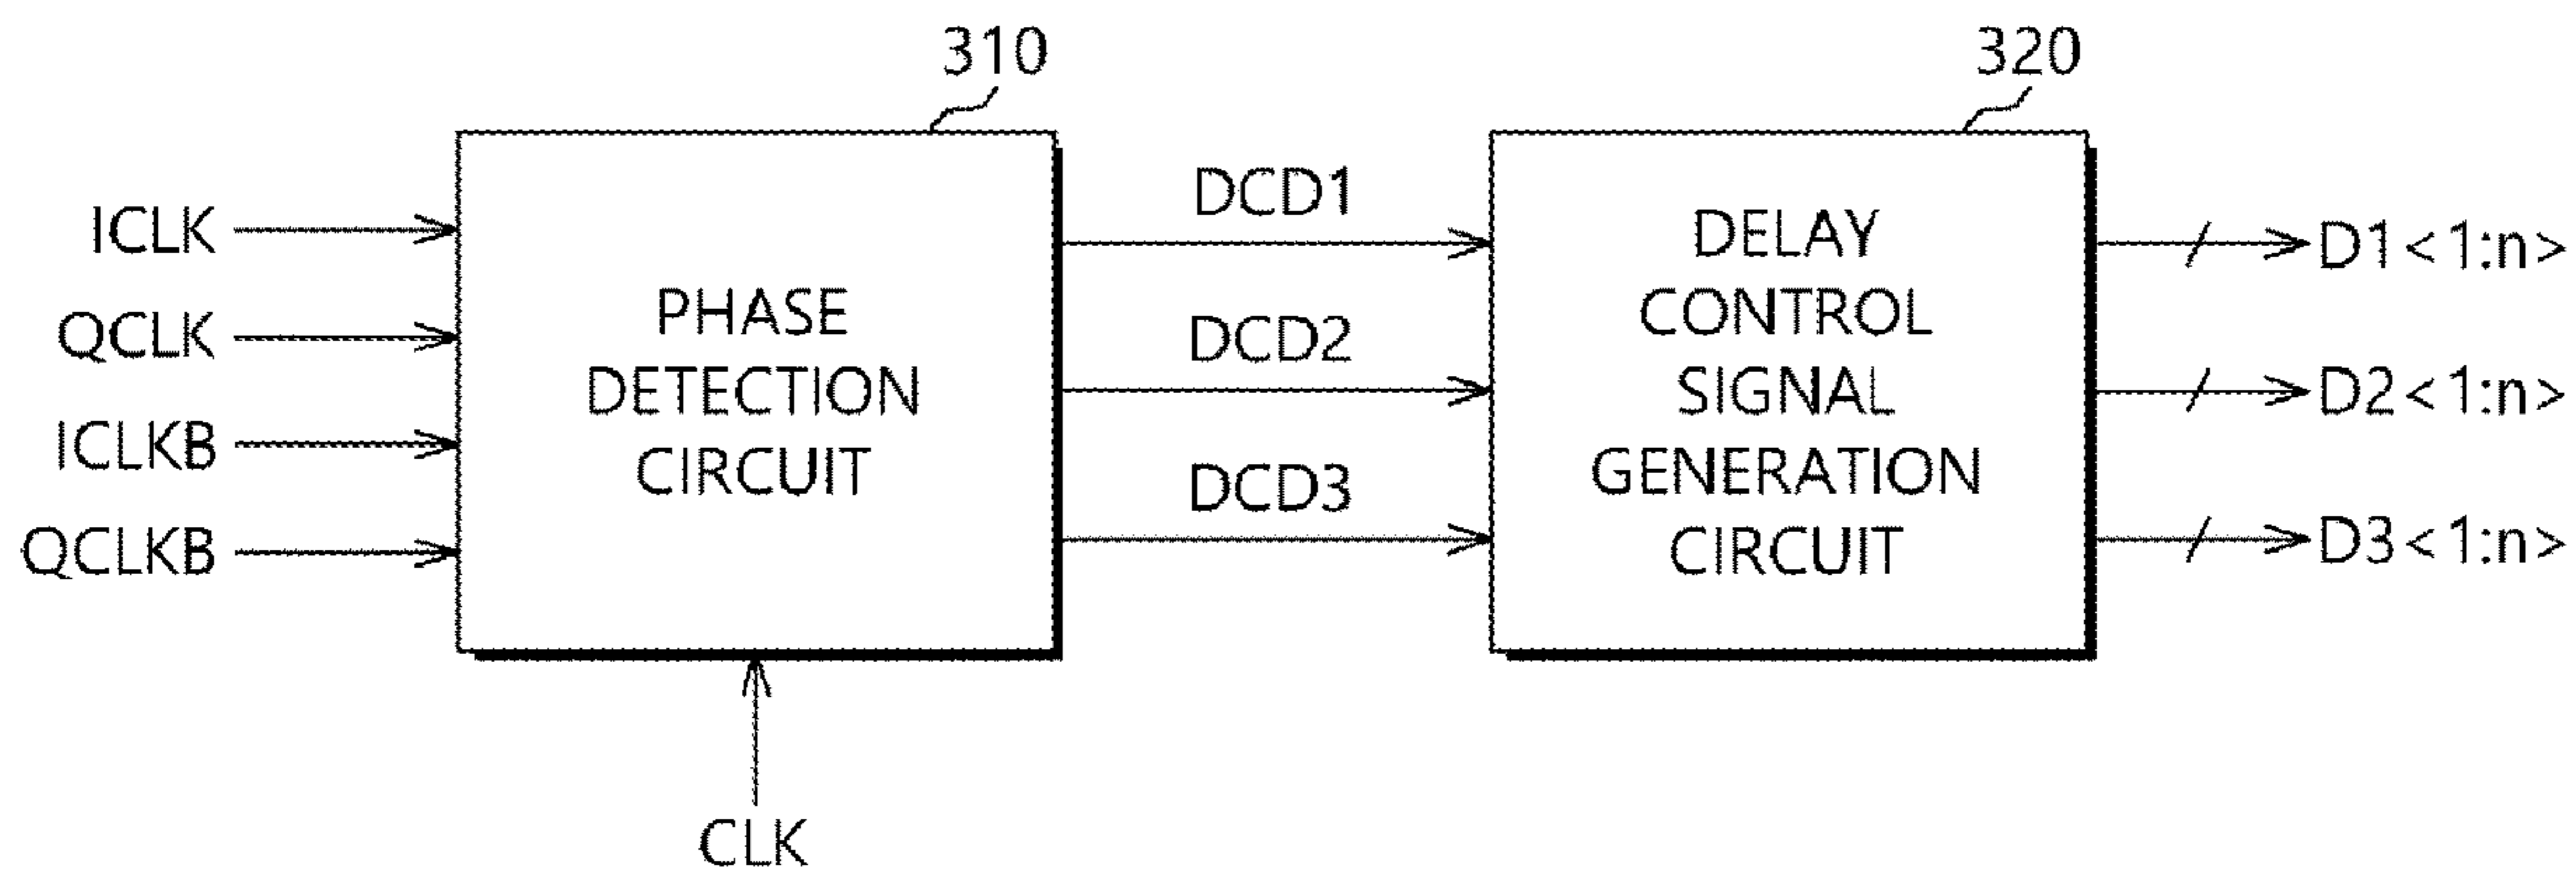 310
320
ICLK
QCLK
ICLKB
QCLKB
PHASE
DETECTION
CIRCUIT
CLK
DCD1
DCD2
DCD3
DELAY
CONTROL
SIGNAL
GENERATION
CIRCUIT
D1<1:n>
D2<1:n>
D3<1:n>